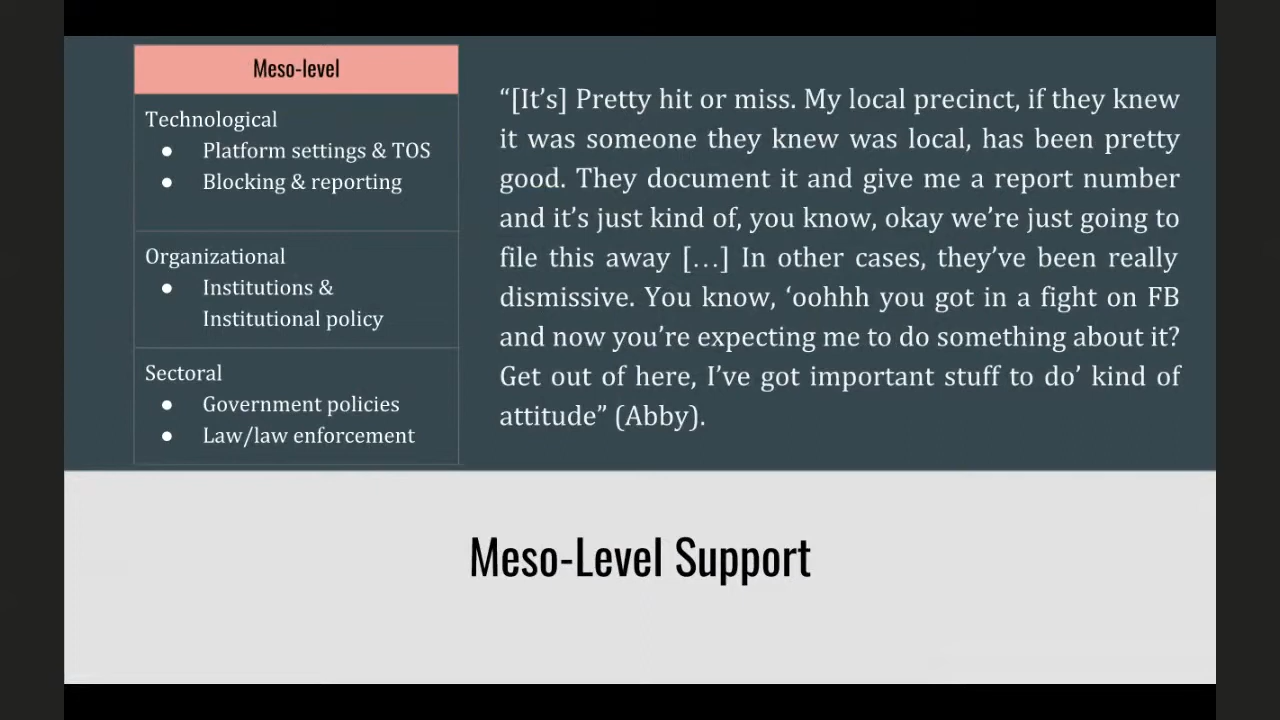 Meso-level
Technological
● Platform settings & TOS
● Blocking & reporting
Organizational
● Institutions &
Institutional policy
Sectoral
● Government policies
● Law/law enforcement
“[It’s] Pretty hit or miss. My local precinct, if they knew
it was someone they knew was local, has been pretty
good. They document it and give me a report number
and it’s just kind of, you know, okay we’re just going to
file this away […] In other cases, they’ve been really
dismissive. You know, ‘oohhh you got in a fight on FB
and now you’re expecting me to do something about it?
Get out of here, I’ve got important stuff to do’ kind of
attitude” (Abby).
Meso-Level Support